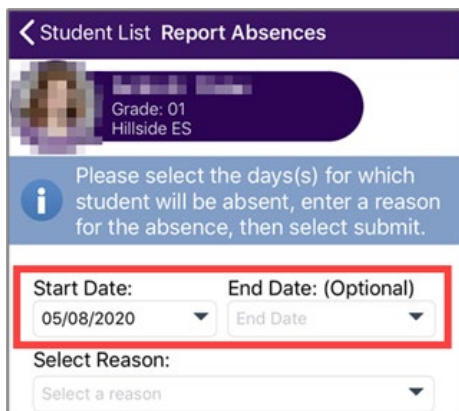 Student List Report Absences
Grade: 01
Hillside ES
Please select the days(s) for which
student will be absent, enter a reason
for the absence, then select submit.
Start Date: End Date: (Optional)
05/08/2020 End Date
Select Reason:
Select a reason